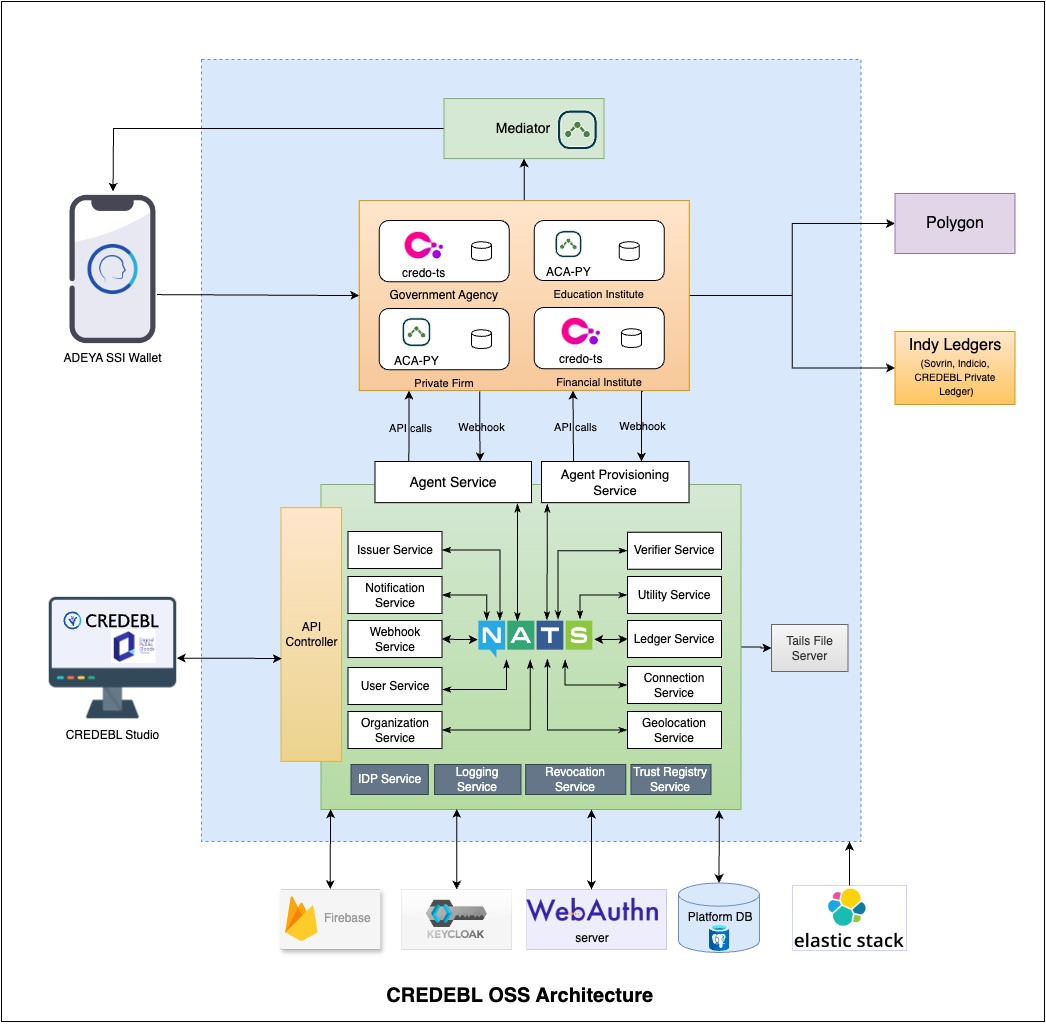 Mediator
credo-ts
Government Agency
ACA-PY
Education Institute
ACA-PY
Private Firm
credo-ts
Financial Institute
Polygon
Indy Ledgers
(Sovrin, Indicio,
CREDEBL Private
Ledger)
ADEYA SSI Wallet
API calls
Webhook
API calls
Webhook
Agent Service
Agent Provisioning
Service
API
Controller
Issuer Service
Notification
Service
Webhook
Service
User Service
Organization
Service
NATS
Verifier Service
Utility Service
Ledger Service
Connection
Service
Geolocation
Service
IDP Service
Logging
Service
Revocation
Service
Trust Registry
Service
Tails File
Server
CREDEBL
CREDEBL Studio
Firebase
KEYCLOAK
WebAuthn
server
Platform DB
elastic stack
CREDEBL OSS Architecture